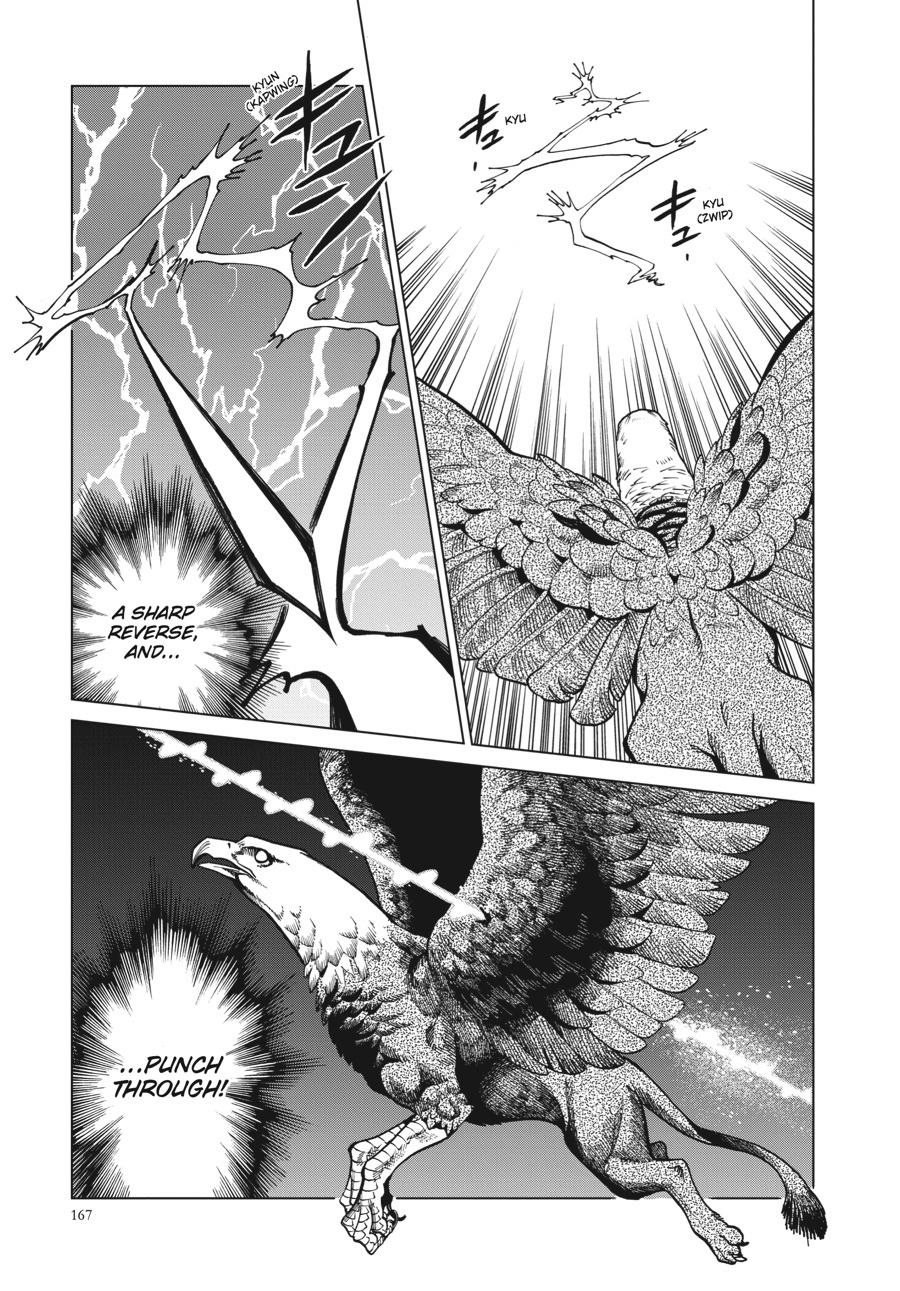 キュ
KYU
キュ
KYU
(ZWIP)
キュン
KYUN
(KAPWING)
A SHARP
REVERSE,
AND...
...PUNCH
THROUGH!
167